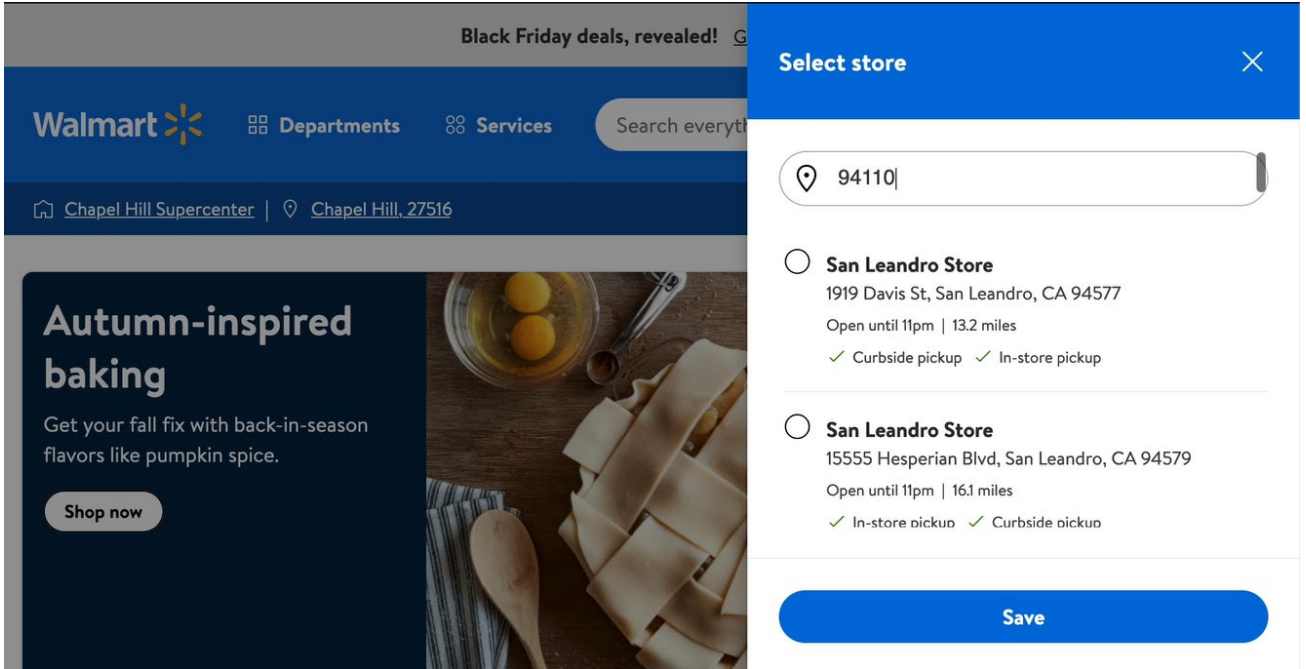 Black Friday deals, revealed! G
Select store
Walmart
Departments
Services
Search everyth
Chapel Hill Supercenter | Chapel Hill, 27516
94110
San Leandro Store
1919 Davis St, San Leandro, CA 94577
Open until 11pm | 13.2 miles
Curbside pickup In-store pickup
San Leandro Store
15555 Hesperian Blvd, San Leandro, CA 94579
Open until 11pm | 16.1 miles
In-store pickup Curbside pickup
Save
Autumn-inspired
baking
Get your fall fix with back-in-season
flavors like pumpkin spice.
Shop now